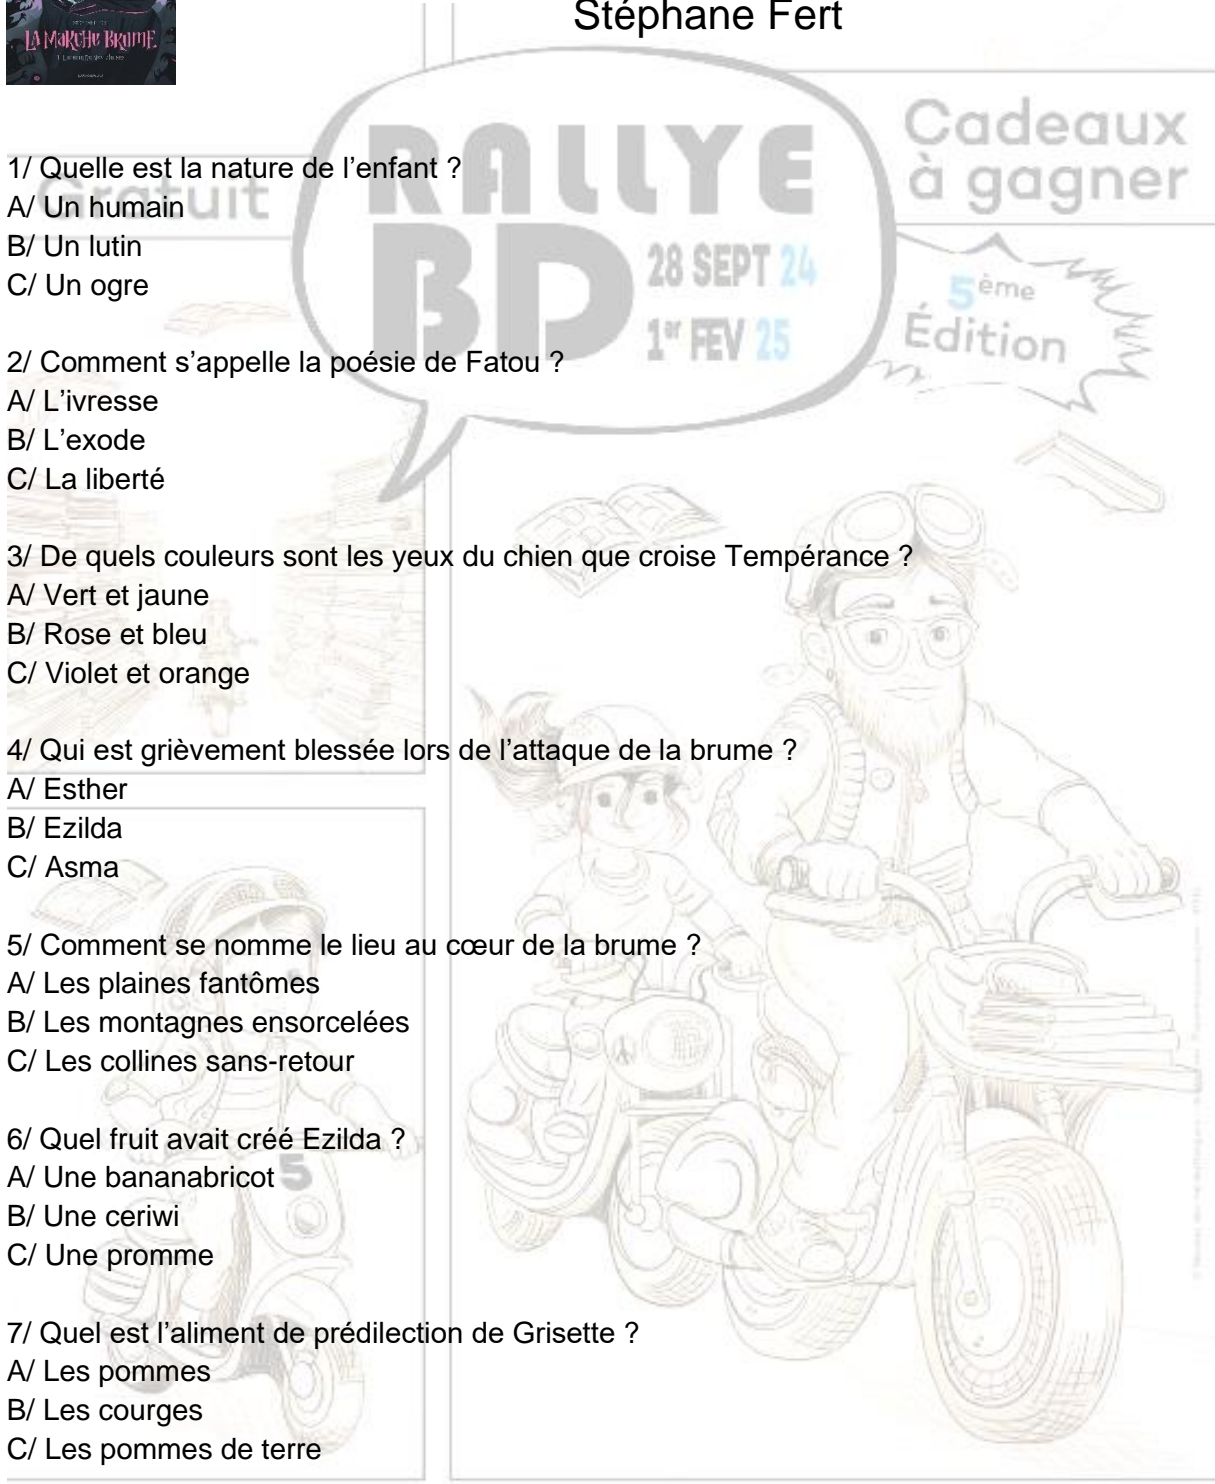 Stéphane Fert
LA MARCHE BRUME
RALLYE
BD
28 SEPT 24
1er FEV 25
Gratuit
Cadeaux
à gagner
5ème
Édition
1/ Quelle est la nature de l’enfant ?
A/ Un humain
B/ Un lutin
C/ Un ogre
2/ Comment s’appelle la poésie de Fatou ?
A/ L’ivresse
B/ L’exode
C/ La liberté
3/ De quels couleurs sont les yeux du chien que croise Tempérance ?
A/ Vert et jaune
B/ Rose et bleu
C/ Violet et orange
4/ Qui est grièvement blessée lors de l’attaque de la brume ?
A/ Esther
B/ Ezilda
C/ Asma
5/ Comment se nomme le lieu au cœur de la brume ?
A/ Les plaines fantômes
B/ Les montagnes ensorcelées
C/ Les collines sans-retour
6/ Quel fruit avait créé Ezilda ?
A/ Une bananabricot
B/ Une ceriwi
C/ Une promme
5
7/ Quel est l’aliment de prédilection de Grisette ?
A/ Les pommes
B/ Les courges
C/ Les pommes de terre